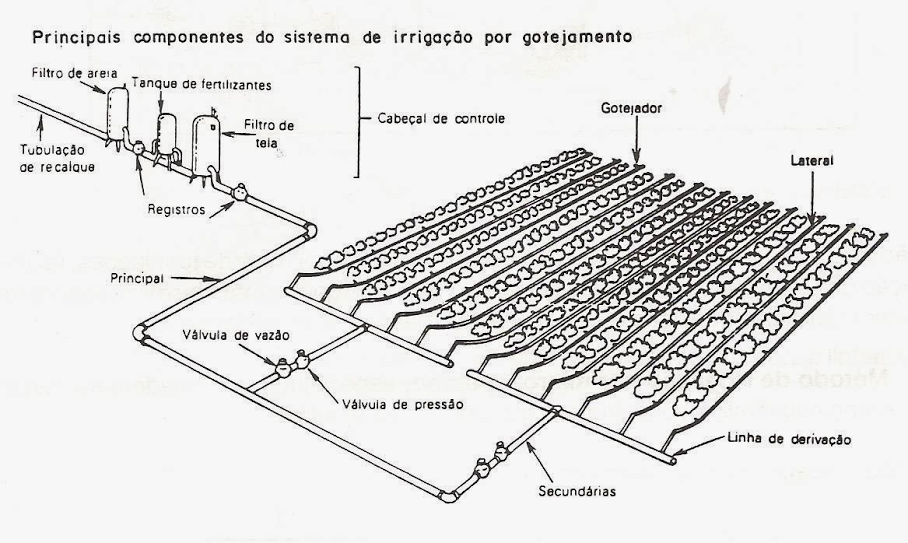 Principais componentes do sistema de irrigação por gotejamento
Filtro de areia
Tanque de fertilizantes
Filtro de
tela
Cabeçal de controle
Tubulação
de recalque
Registros
Gotejador
Lateral
Principal
Válvula de vazão
Válvula de pressão
Linha de derivação
Secundárias